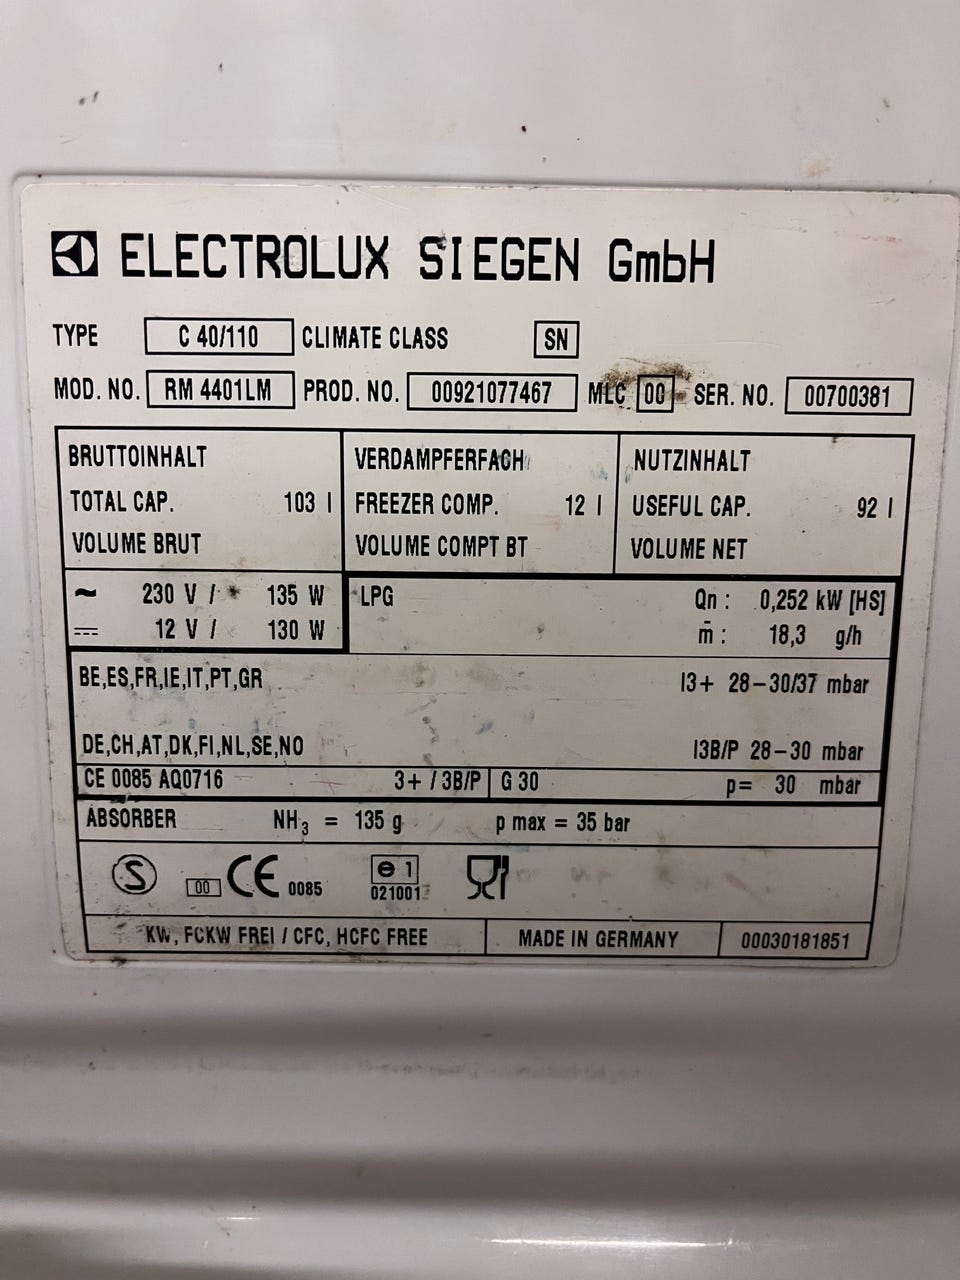 ELECTROLUX SIEGEN GmbH
TYPE C 40/110 CLIMATE CLASS SN
MOD. NO. RM 4401LM PROD. NO. 00921077467 MLC 00 SER. NO. 00700381
BRUTTOINHALT VERDAMPFERFACH NUTZINHALT
TOTAL CAP. 103 l FREEZER COMP. 12 l USEFUL CAP. 92 l
VOLUME BRUT VOLUME COMPT BT VOLUME NET
~ 230 V / 135 W LPG Qn : 0,252 kW [HS]
⎓ 12 V / 130 W ṁ : 18,3 g/h
BE,ES,FR,IE,IT,PT,GR I3+ 28-30/37 mbar
DE,CH,AT,DK,FI,NL,SE,NO I3B/P 28-30 mbar
CE 0085 AQ0716 3+ / 3B/P G 30 p= 30 mbar
ABSORBER NH₃ = 135 g p max = 35 bar
S 00 CE 0085 e 1
021001
KW, FCKW FREI / CFC, HCFC FREE MADE IN GERMANY 00030181851